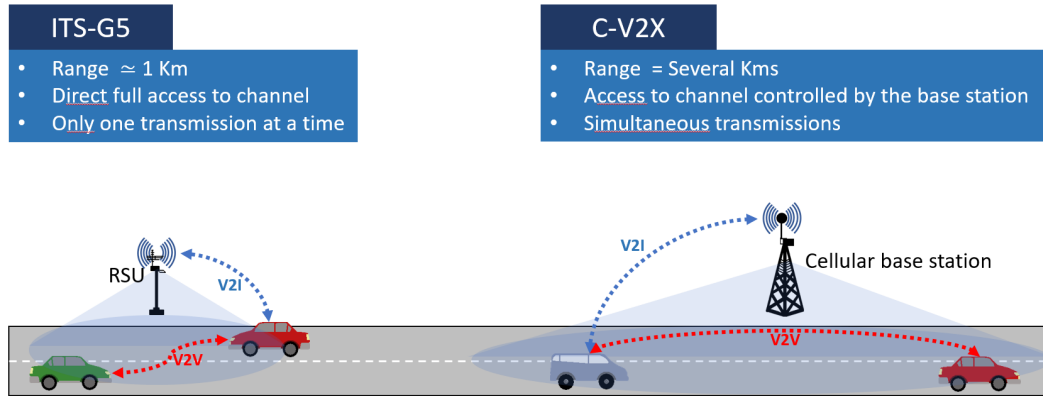 ITS-G5
• Range ≃ 1 Km
• Direct full access to channel
• Only one transmission at a time
C-V2X
• Range = Several Kms
• Access to channel controlled by the base station
• Simultaneous transmissions
RSU
V2I
V2V
V2I
Cellular base station
V2V